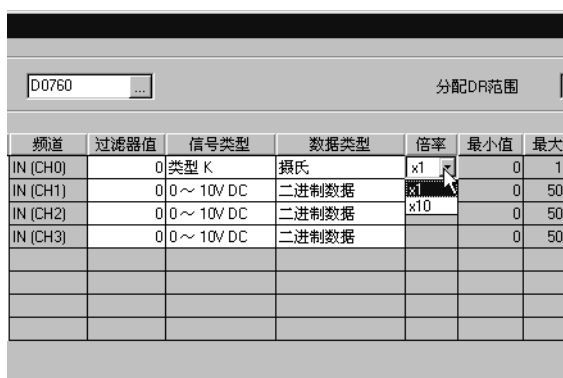 D0760 ... 分配DR范围
频道 过滤器值 信号类型 数据类型 倍率 最小值 最大
IN (CH0) 0 类型 K 摄氏 x1 0 1
IN (CH1) 0 0～10V DC 二进制数据 x1 0 50
IN (CH2) 0 0～10V DC 二进制数据 x10 0 50
IN (CH3) 0 0～10V DC 二进制数据 0 50